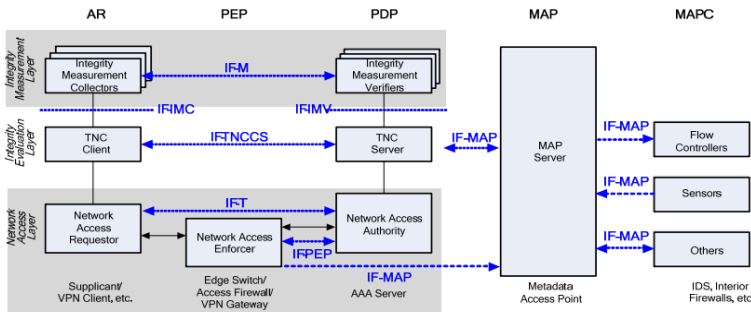 AR
PEP
PDP
MAP
MAPC
Integrity
Measurement
Layer
Integrity
Measurement
Collectors
IF-M
Integrity
Measurement
Verifiers
IF-IMC
IF-IMV
Integrity
Evaluation
Layer
TNC
Client
IF-TNCCS
TNC
Server
IF-MAP
MAP
Server
IF-MAP
Flow
Controllers
IF-MAP
Sensors
IF-MAP
Others
Network
Access
Layer
Network
Access
Requestor
IF-T
Network Access
Enforcer
IF-PEP
Network Access
Authority
IF-MAP
Supplicant/
VPN Client, etc.
Edge Switch/
Access Firewall/
VPN Gateway
AAA Server
Metadata
Access Point
IDS, Interior
Firewalls, etc